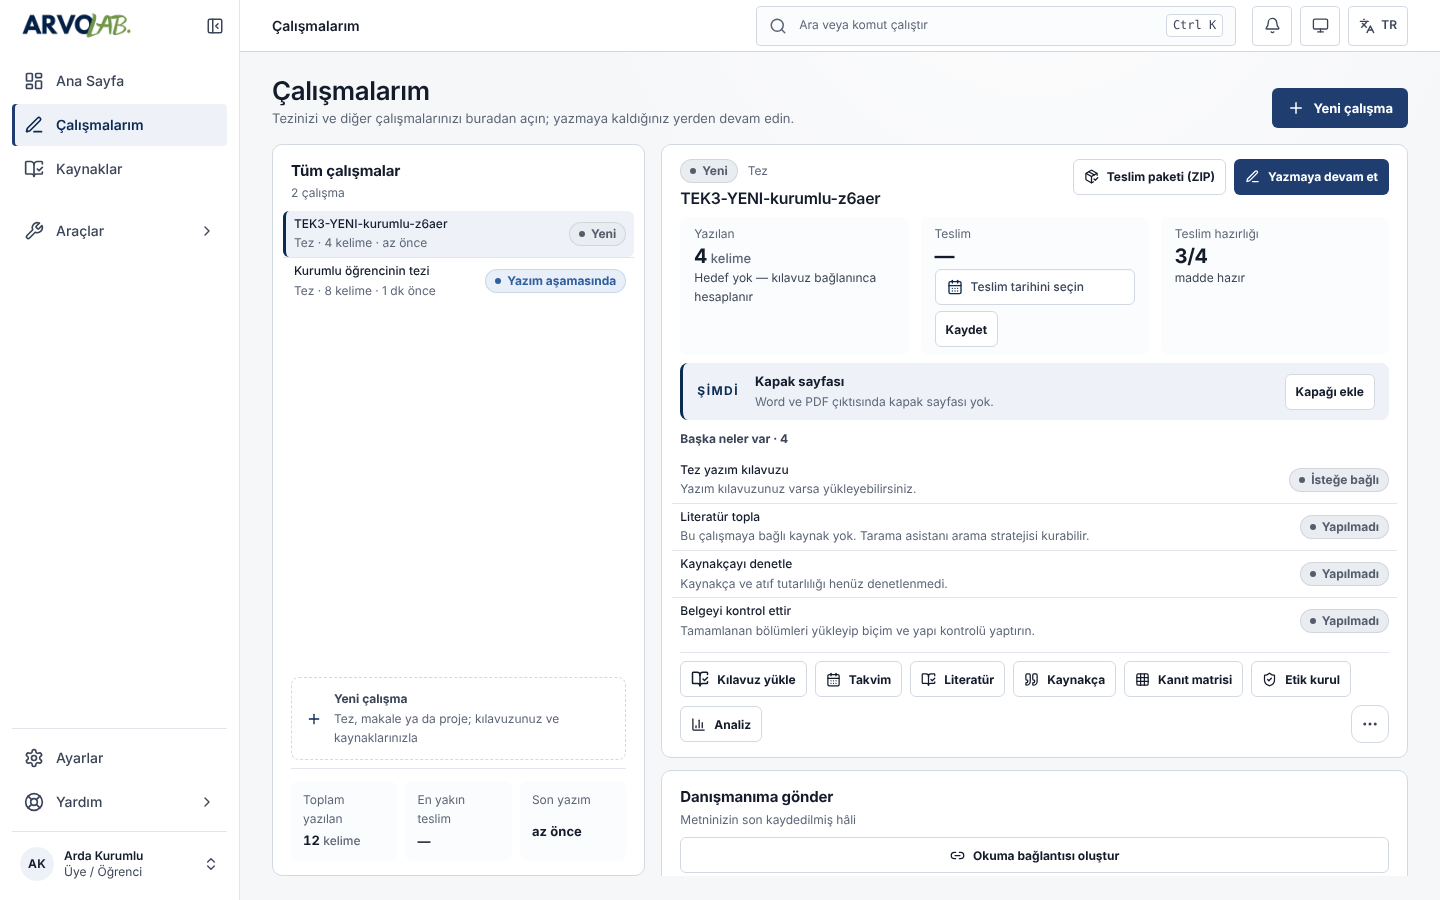 ARVOLAB.
Ana Sayfa
Çalışmalarım
Kaynaklar
Araçlar
Ayarlar
Yardım
AK
Arda Kurumlu
Üye / Öğrenci
Çalışmalarım
Ara veya komut çalıştır
Ctrl K
TR
Çalışmalarım
Tezinizi ve diğer çalışmalarınızı buradan açın; yazmaya kaldığınız yerden devam edin.
Yeni çalışma
Tüm çalışmalar
2 çalışma
TEK3-YENI-kurumlu-z6aer
Tez · 4 kelime · az önce
Yeni
Kurumlu öğrencinin tezi
Tez · 8 kelime · 1 dk önce
Yazım aşamasında
Yeni çalışma
Tez, makale ya da proje; kılavuzunuz ve
kaynaklarınızla
Toplam
yazılan
12 kelime
En yakın
teslim
—
Son yazım
az önce
Yeni
Tez
TEK3-YENI-kurumlu-z6aer
Teslim paketi (ZIP)
Yazmaya devam et
Yazılan
4 kelime
Hedef yok — kılavuz bağlanınca
hesaplanır
Teslim
—
Teslim tarihini seçin
Kaydet
Teslim hazırlığı
3/4
madde hazır
ŞİMDİ
Kapak sayfası
Word ve PDF çıktısında kapak sayfası yok.
Kapağı ekle
Başka neler var · 4
Tez yazım kılavuzu
Yazım kılavuzunuz varsa yükleyebilirsiniz.
İsteğe bağlı
Literatür topla
Bu çalışmaya bağlı kaynak yok. Tarama asistanı arama stratejisi kurabilir.
Yapılmadı
Kaynakçayı denetle
Kaynakça ve atıf tutarlılığı henüz denetlenmedi.
Yapılmadı
Belgeyi kontrol ettir
Tamamlanan bölümleri yükleyip biçim ve yapı kontrolü yaptırın.
Yapılmadı
Kılavuz yükle
Takvim
Literatür
Kaynakça
Kanıt matrisi
Etik kurul
Analiz
Danışmanıma gönder
Metninizin son kaydedilmiş hâli
Okuma bağlantısı oluştur